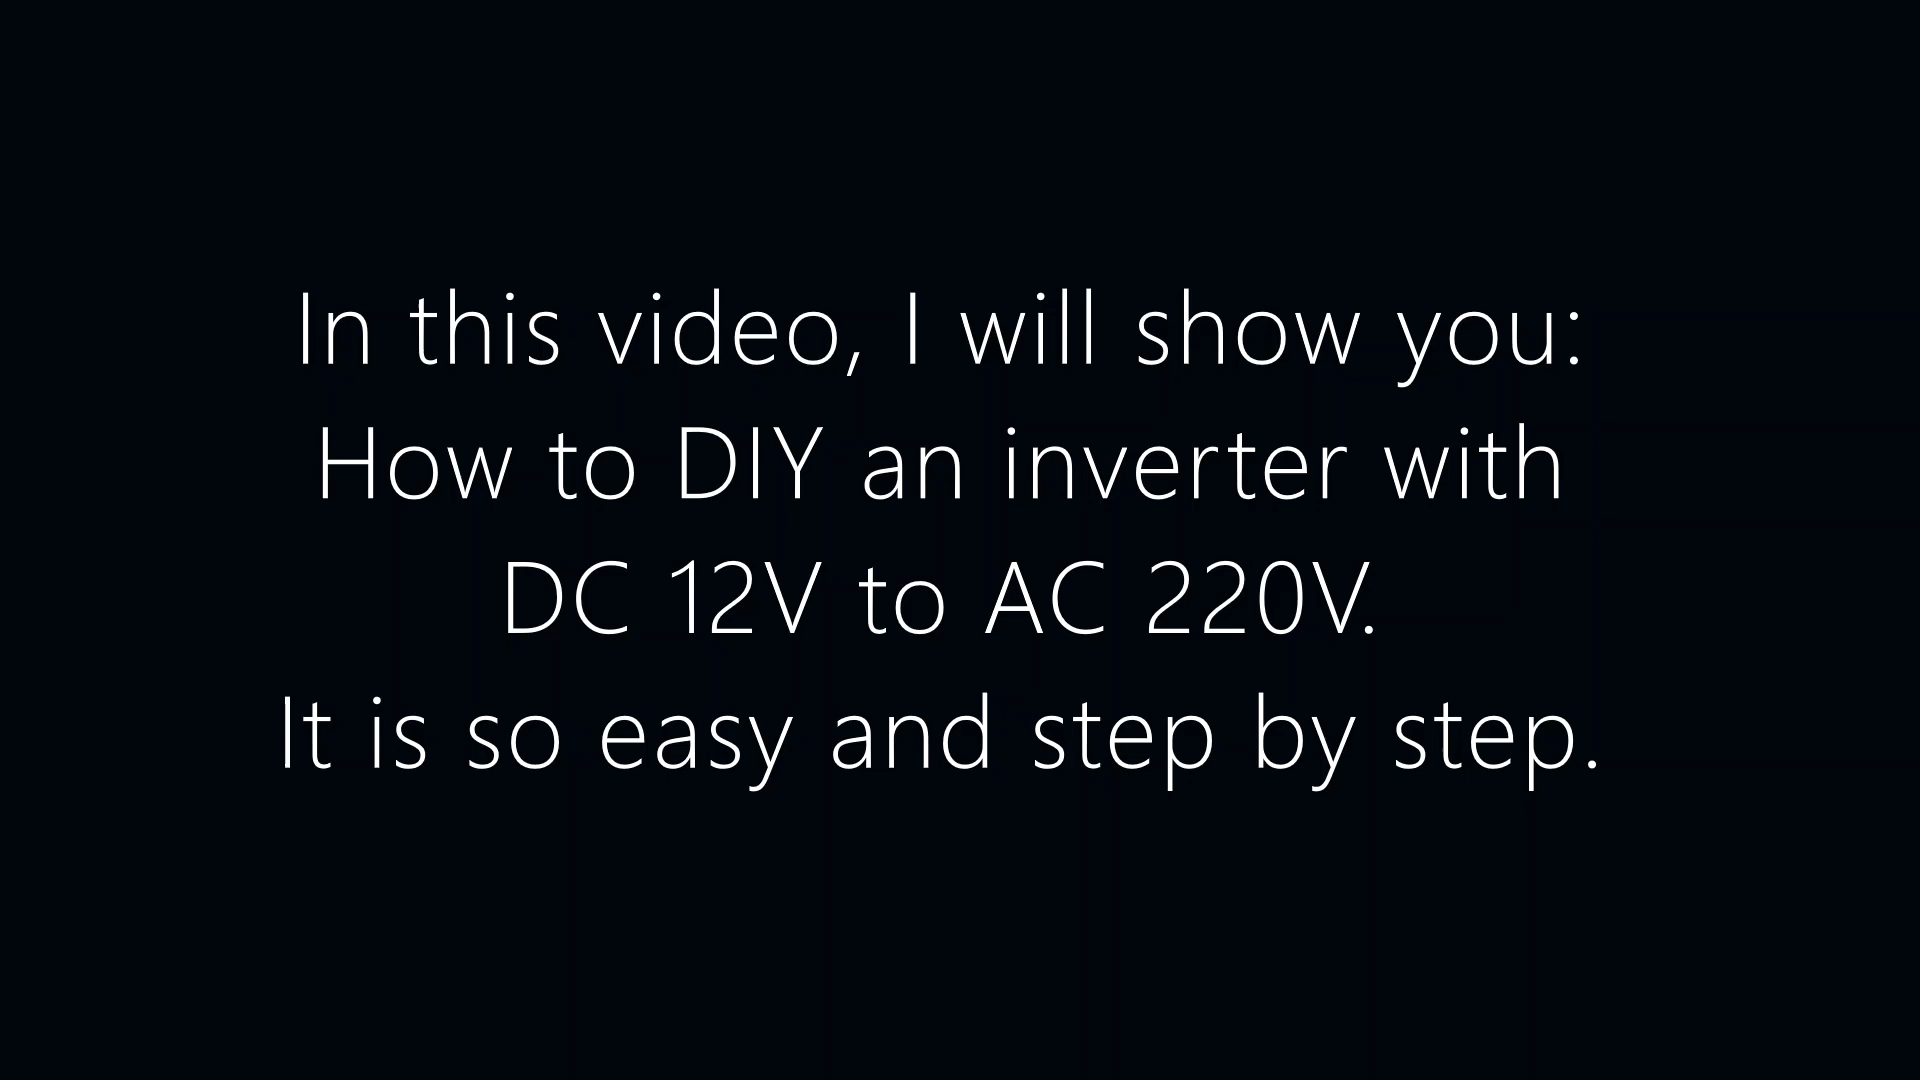 In this video, I will show you:
How to DIY an inverter with
DC 12V to AC 220V.
It is so easy and step by step.